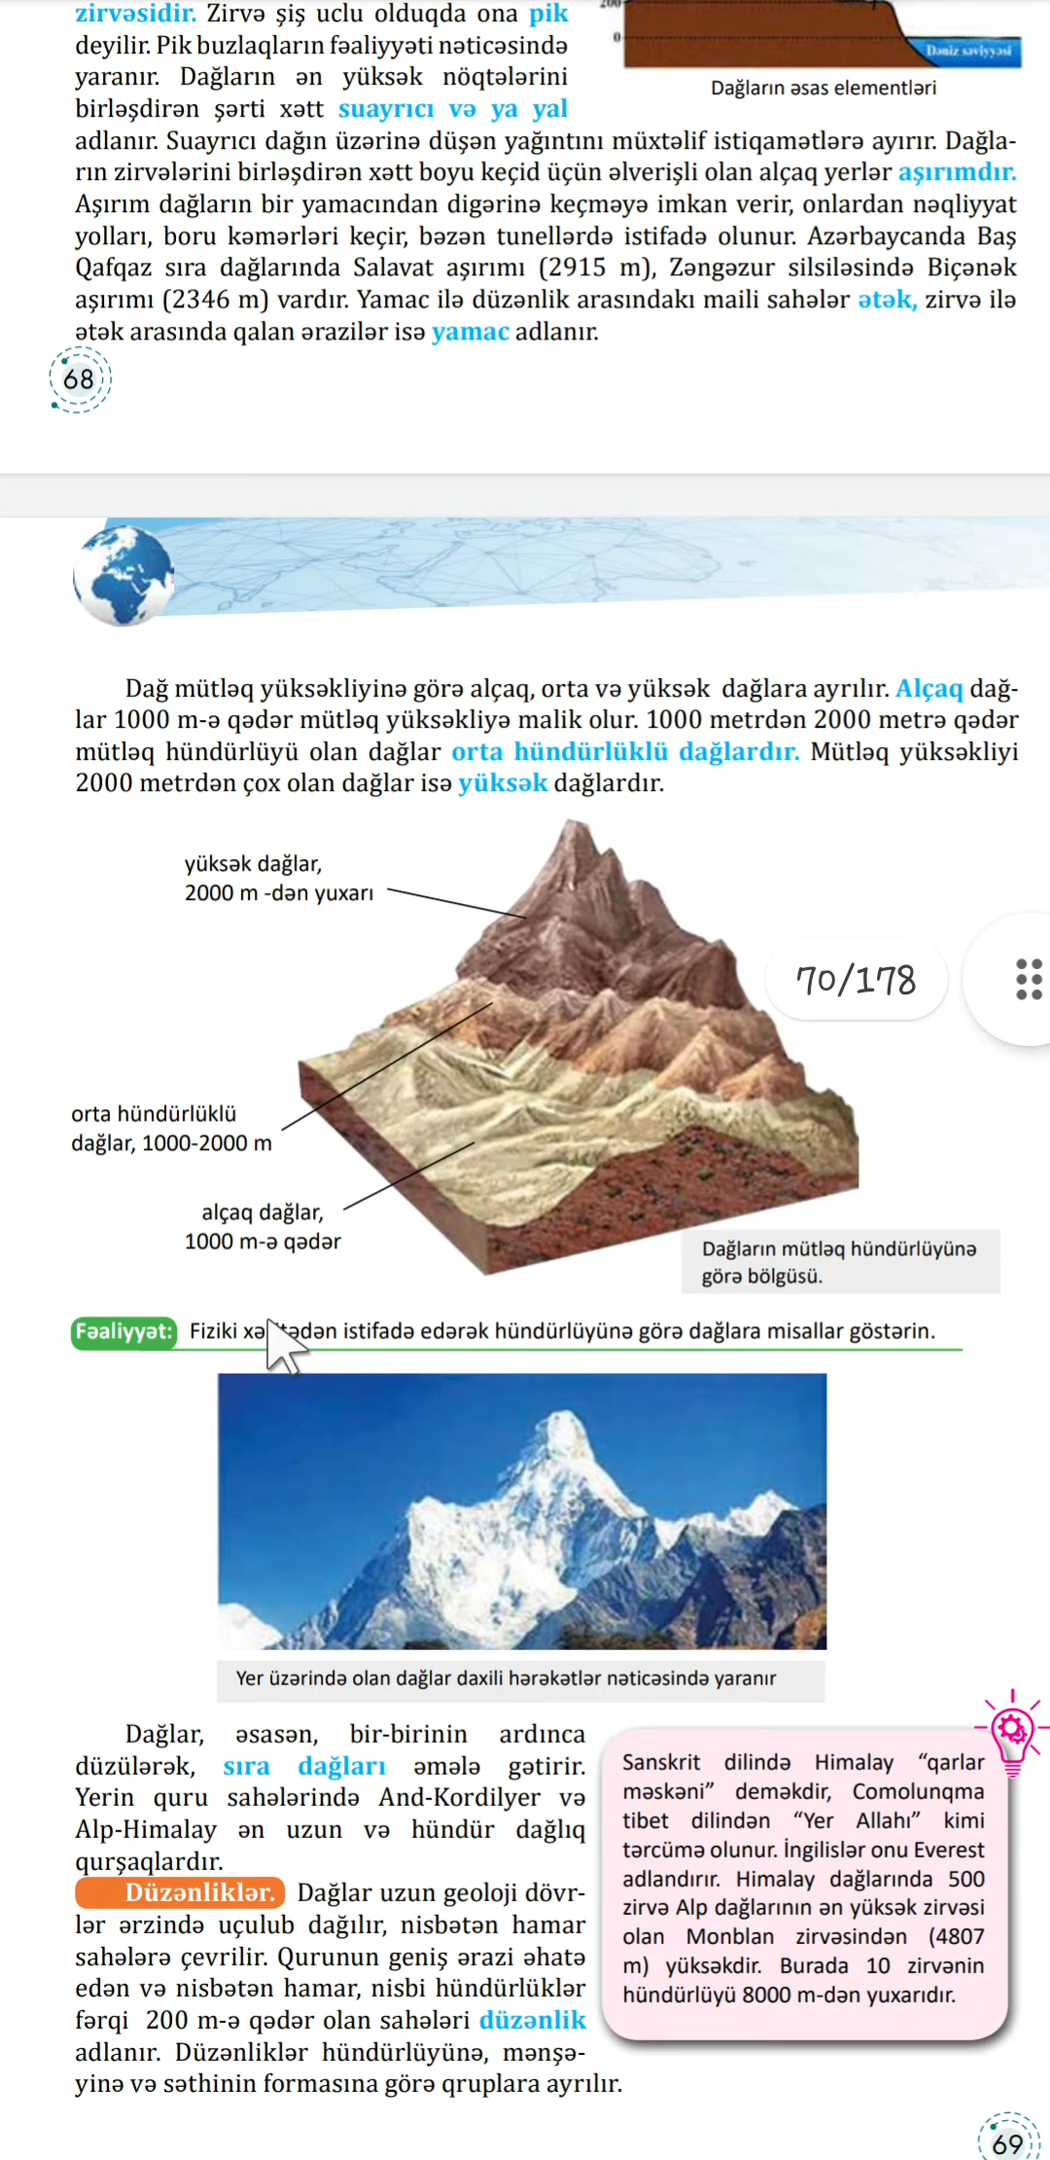 zirvəsidir. Zirvə şiş uclu olduqda ona pik
deyilir. Pik buzlaqların fəaliyyəti nəticəsində
yaranır. Dağların ən yüksək nöqtələrini
birləşdirən şərti xətt suayrıcı və ya yal
200
0
Dəniz səviyyəsi
Dağların əsas elementləri
adlanır. Suayrıcı dağın üzərinə düşən yağıntını müxtəlif istiqamətlərə ayırır. Dağla-
rın zirvələrini birləşdirən xətt boyu keçid üçün əlverişli olan alçaq yerlər aşırımdır.
Aşırım dağların bir yamacından digərinə keçməyə imkan verir, onlardan nəqliyyat
yolları, boru kəmərləri keçir, bəzən tunellərdə istifadə olunur. Azərbaycanda Baş
Qafqaz sıra dağlarında Salavat aşırımı (2915 m), Zəngəzur silsiləsində Biçənək
aşırımı (2346 m) vardır. Yamac ilə düzənlik arasındakı maili sahələr ətək, zirvə ilə
ətək arasında qalan ərazilər isə yamac adlanır.
68
Dağ mütləq yüksəkliyinə görə alçaq, orta və yüksək dağlara ayrılır. Alçaq dağ-
lar 1000 m-ə qədər mütləq yüksəkliyə malik olur. 1000 metrdən 2000 metrə qədər
mütləq hündürlüyü olan dağlar orta hündürlüklü dağlardır. Mütləq yüksəkliyi
2000 metrdən çox olan dağlar isə yüksək dağlardır.
yüksək dağlar,
2000 m -dən yuxarı
70/178
orta hündürlüklü
dağlar, 1000-2000 m
alçaq dağlar,
1000 m-ə qədər
Dağların mütləq hündürlüyünə
görə bölgüsü.
Fəaliyyət: Fiziki xəritədən istifadə edərək hündürlüyünə görə dağlara misallar göstərin.
Yer üzərində olan dağlar daxili hərəkətlər nəticəsində yaranır
Dağlar, əsasən, bir-birinin ardınca
düzülərək, sıra dağları əmələ gətirir.
Yerin quru sahələrində And-Kordilyer və
Alp-Himalay ən uzun və hündür dağlıq
qurşaqlardır.
Düzənliklər. Dağlar uzun geoloji dövr-
lər ərzində uçulub dağılır, nisbətən hamar
sahələrə çevrilir. Qurunun geniş ərazi əhatə
edən və nisbətən hamar, nisbi hündürlüklər
fərqi 200 m-ə qədər olan sahələri düzənlik
adlanır. Düzənliklər hündürlüyünə, mənşə-
yinə və səthinin formasına görə qruplara ayrılır.
Sanskrit dilində Himalay “qarlar
məskəni” deməkdir, Comolunqma
tibet dilindən “Yer Allahı” kimi
tərcümə olunur. İngilislər onu Everest
adlandırır. Himalay dağlarında 500
zirvə Alp dağlarının ən yüksək zirvəsi
olan Monblan zirvəsindən (4807
m) yüksəkdir. Burada 10 zirvənin
hündürlüyü 8000 m-dən yuxarıdır.
69